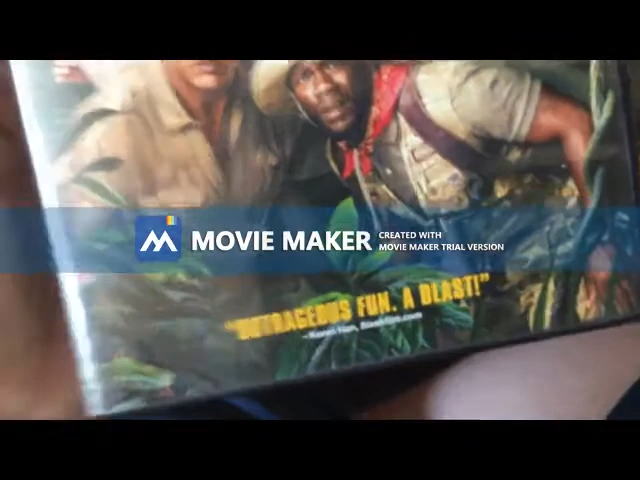 MOVIE MAKER
CREATED WITH
MOVIE MAKER TRIAL VERSION
"OUTRAGEOUS FUN. A BLAST!"